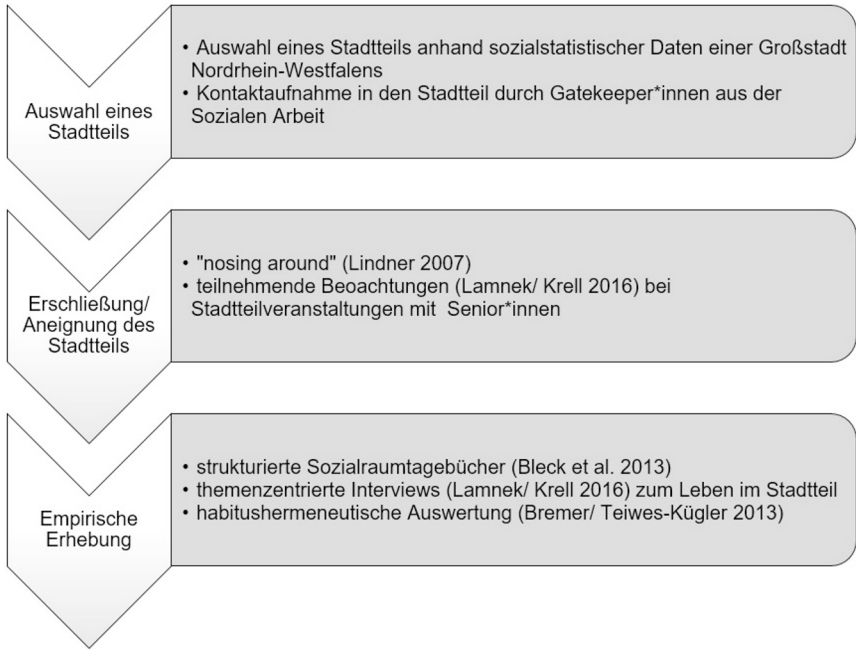 Auswahl eines
Stadtteils
• Auswahl eines Stadtteils anhand sozialstatistischer Daten einer Großstadt
Nordrhein-Westfalens
• Kontaktaufnahme in den Stadtteil durch Gatekeeper*innen aus der
Sozialen Arbeit
Erschließung/
Aneignung des
Stadtteils
• "nosing around" (Lindner 2007)
• teilnehmende Beoachtungen (Lamnek/ Krell 2016) bei
Stadtteilveranstaltungen mit Senior*innen
Empirische
Erhebung
• strukturierte Sozialraumtagebücher (Bleck et al. 2013)
• themenzentrierte Interviews (Lamnek/ Krell 2016) zum Leben im Stadtteil
• habitushermeneutische Auswertung (Bremer/ Teiwes-Kügler 2013)